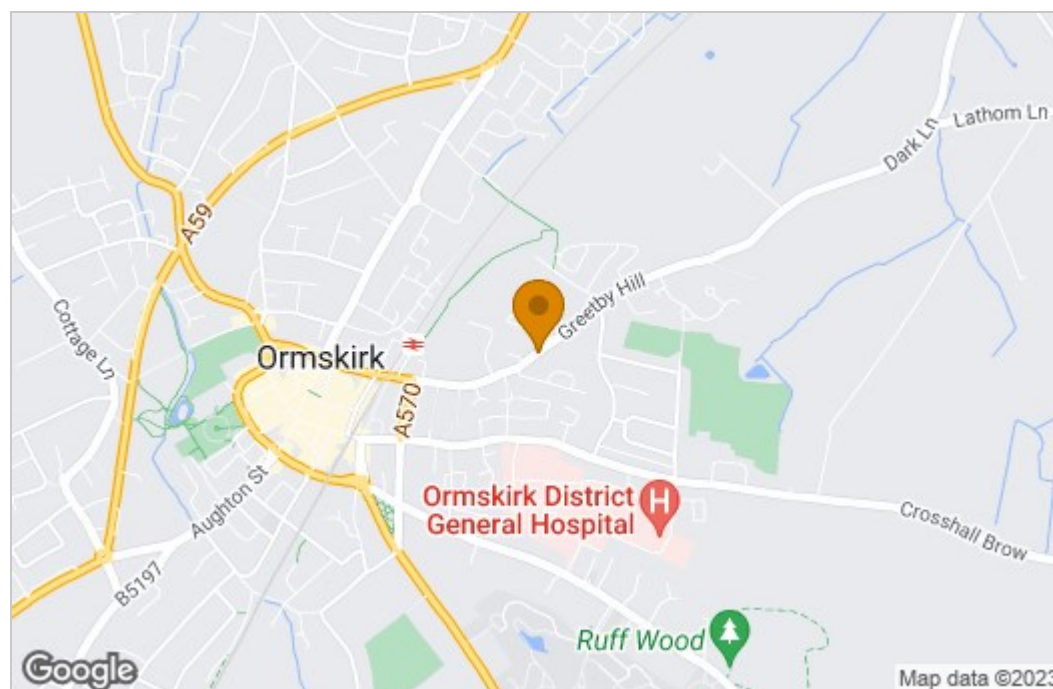 Lathom Ln
Dark Ln
A59
Greetby Hill
Cottage Ln
Ormskirk
A570
Aughton St
Ormskirk District
General Hospital
H
Crosshall Brow
B5197
Ruff Wood
Google
Map data ©2023